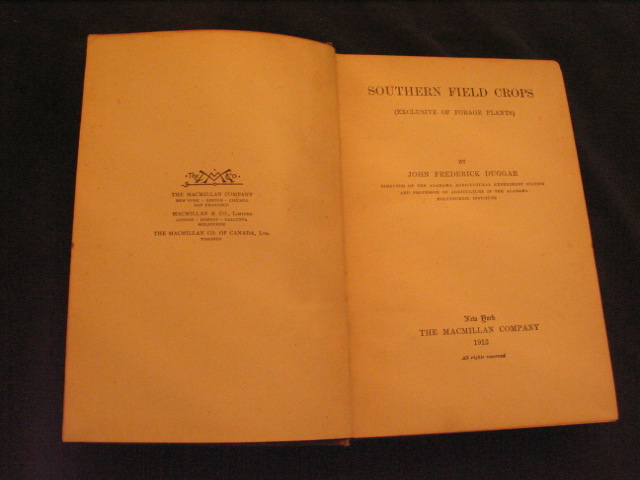 The MM Co.
THE MACMILLAN COMPANY
NEW YORK · BOSTON · CHICAGO
SAN FRANCISCO
MACMILLAN & CO., LIMITED
LONDON · BOMBAY · CALCUTTA
MELBOURNE
THE MACMILLAN CO. OF CANADA, LTD.
TORONTO
SOUTHERN FIELD CROPS
(EXCLUSIVE OF FORAGE PLANTS)
BY
JOHN FREDERICK DUGGAR
DIRECTOR OF THE ALABAMA AGRICULTURAL EXPERIMENT STATION
AND PROFESSOR OF AGRICULTURE IN THE ALABAMA
POLYTECHNIC INSTITUTE
New York
THE MACMILLAN COMPANY
1912
All rights reserved